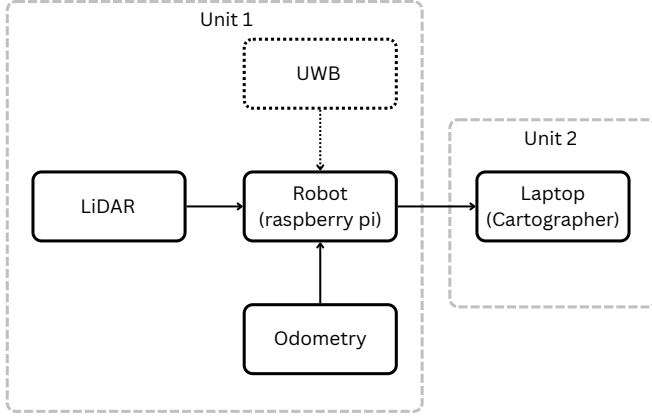 Unit 1
UWB
Unit 2
LiDAR
Robot
(raspberry pi)
Laptop
(Cartographer)
Odometry